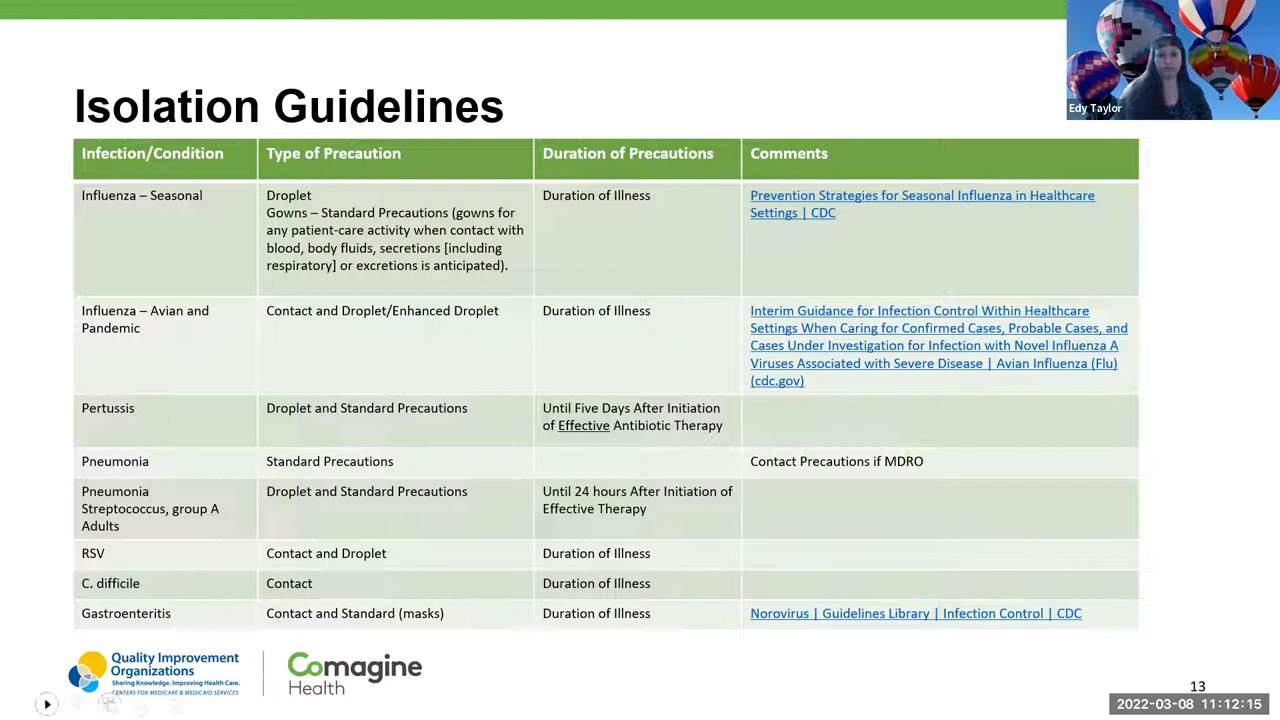 Edy Taylor
Isolation Guidelines
Infection/Condition
Type of Precaution
Duration of Precautions
Comments
Influenza – Seasonal
Droplet
Gowns – Standard Precautions (gowns for
any patient-care activity when contact with
blood, body fluids, secretions [including
respiratory] or excretions is anticipated).
Duration of Illness
Prevention Strategies for Seasonal Influenza in Healthcare
Settings | CDC
Influenza – Avian and
Pandemic
Contact and Droplet/Enhanced Droplet
Duration of Illness
Interim Guidance for Infection Control Within Healthcare
Settings When Caring for Confirmed Cases, Probable Cases, and
Cases Under Investigation for Infection with Novel Influenza A
Viruses Associated with Severe Disease | Avian Influenza (Flu)
(cdc.gov)
Pertussis
Droplet and Standard Precautions
Until Five Days After Initiation
of Effective Antibiotic Therapy
Pneumonia
Standard Precautions
Contact Precautions if MDRO
Pneumonia
Streptococcus, group A
Adults
Droplet and Standard Precautions
Until 24 hours After Initiation of
Effective Therapy
RSV
Contact and Droplet
Duration of Illness
C. difficile
Contact
Duration of Illness
Gastroenteritis
Contact and Standard (masks)
Duration of Illness
Norovirus | Guidelines Library | Infection Control | CDC
Quality Improvement
Organizations
Sharing Knowledge. Improving Health Care.
CENTERS FOR MEDICARE & MEDICAID SERVICES
Comagine
Health
13
2022-03-08 11:12:15